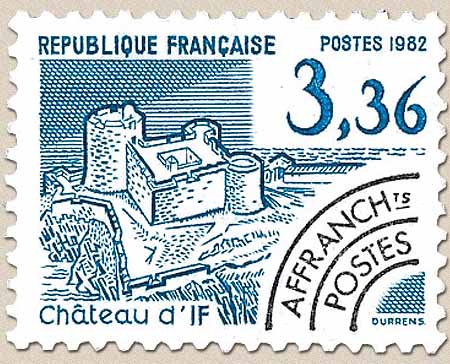 REPUBLIQUE FRANÇAISE
POSTES 1982
3,36
AFFRANCHTS
POSTES
Château d'IF
DURRENS